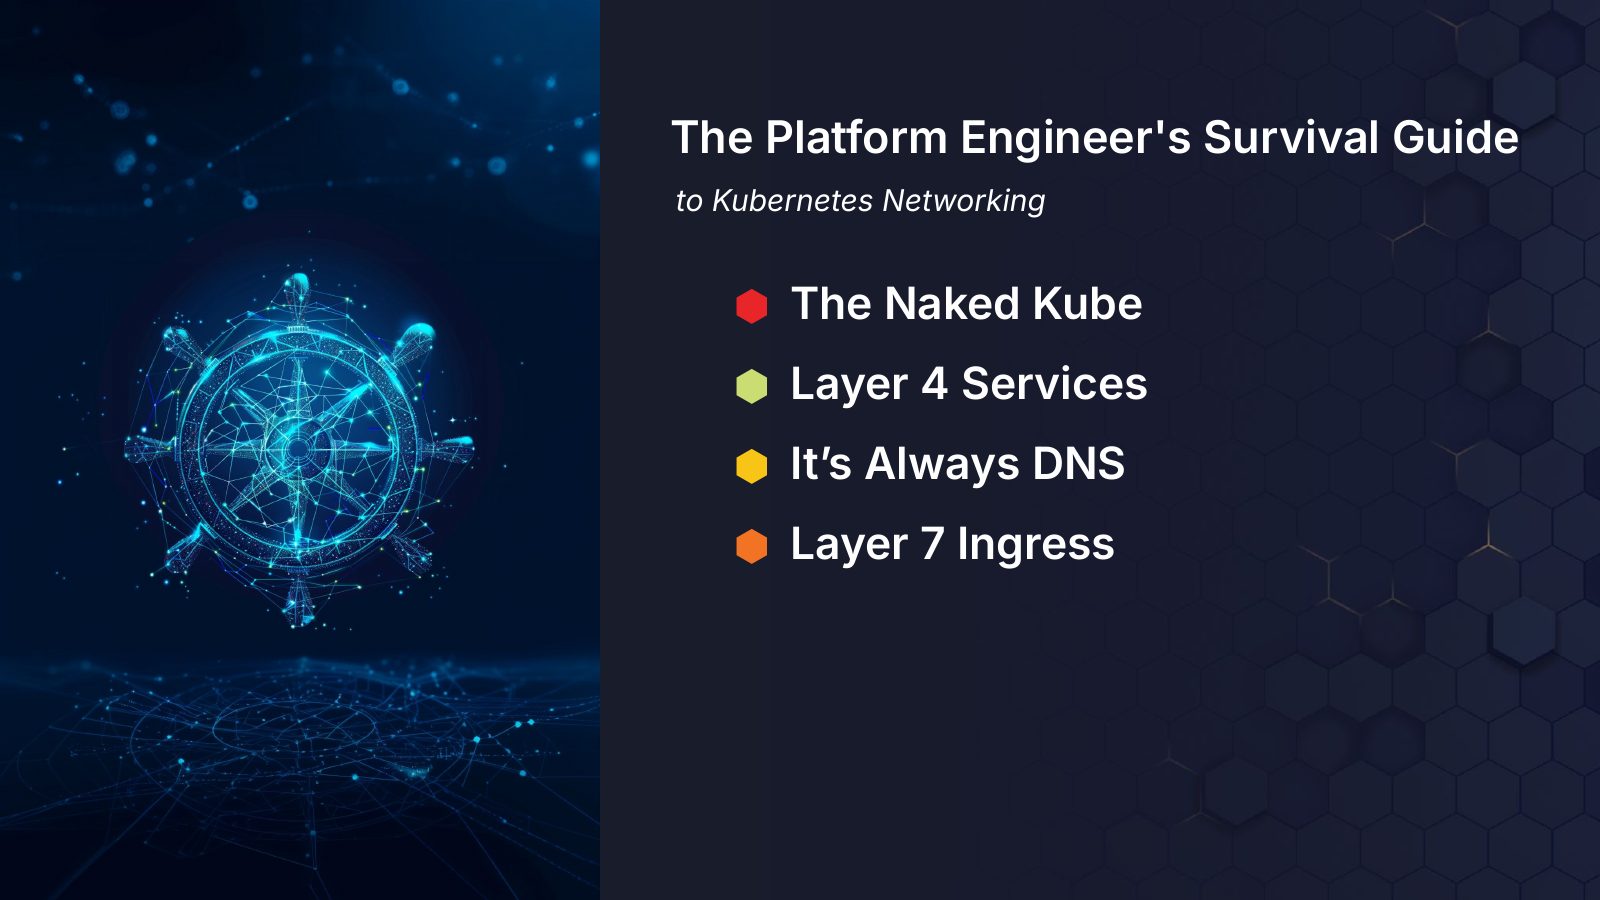 The Platform Engineer's Survival Guide
to Kubernetes Networking
The Naked Kube
Layer 4 Services
It’s Always DNS
Layer 7 Ingress